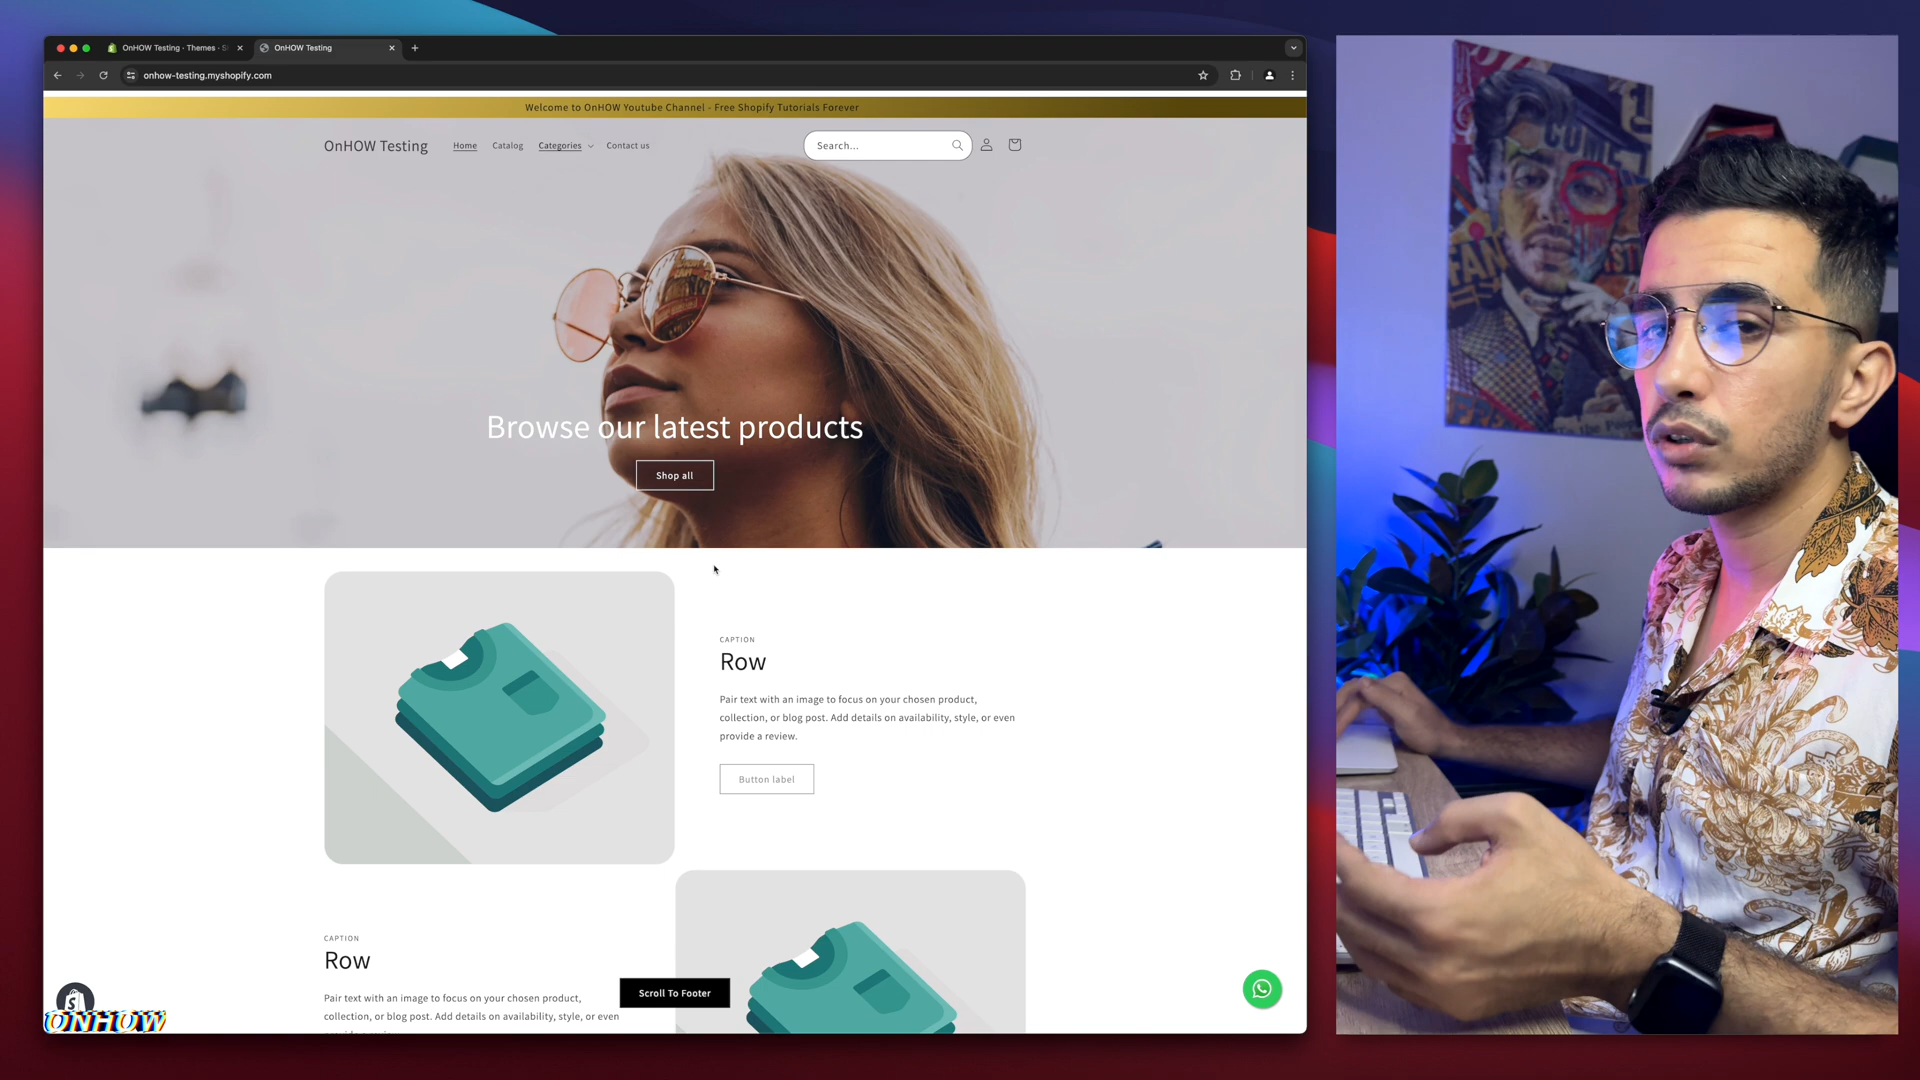 OnHOW Testing - Themes - S
OnHOW Testing
onhow-testing.myshopify.com
Welcome to OnHOW Youtube Channel - Free Shopify Tutorials Forever
OnHOW Testing
Home
Catalog
Categories
Contact us
Search...
Browse our latest products
Shop all
CAPTION
Row
Pair text with an image to focus on your chosen product,
collection, or blog post. Add details on availability, style, or even
provide a review.
Button label
CAPTION
Row
Pair text with an image to focus on your chosen product,
collection, or blog post. Add details on availability, style, or even
Scroll To Footer
ONHOW